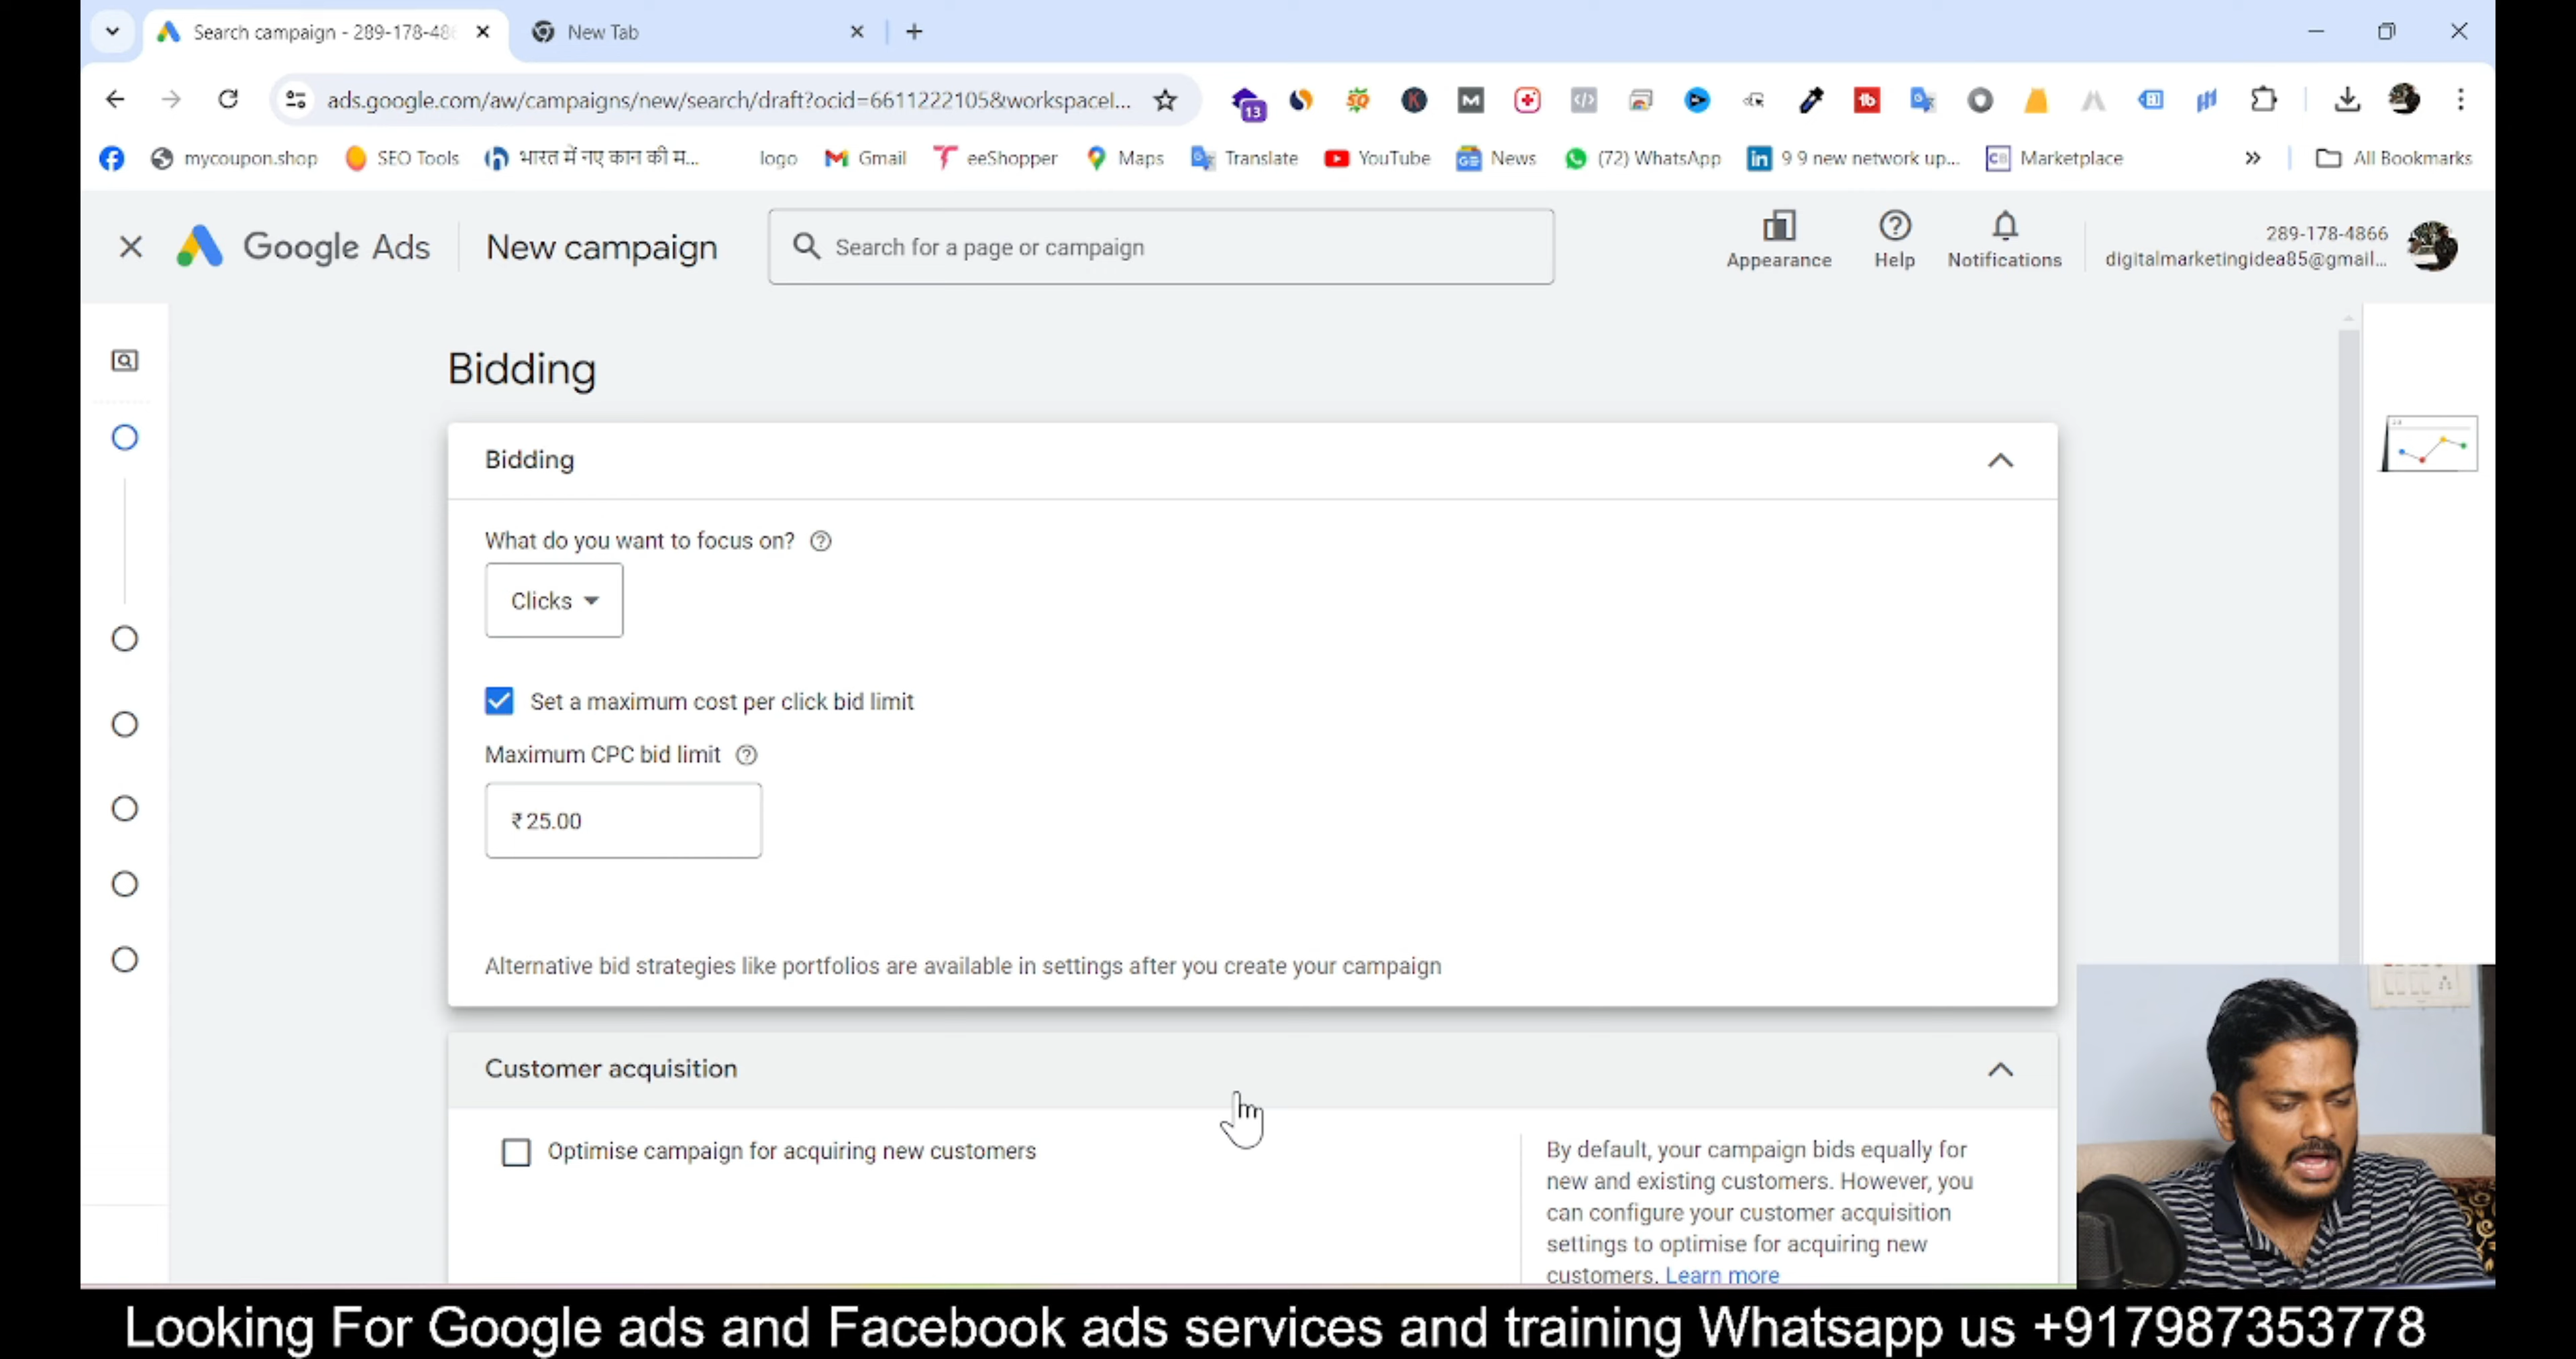 Search campaign - 289-178-486
New Tab
ads.google.com/aw/campaigns/new/search/draft?ocid=6611222105&workspaceI...
13
mycoupon.shop
SEO Tools
भारत में नए कान की म...
logo
Gmail
eeShopper
Maps
Translate
YouTube
News
(72) WhatsApp
9 9 new network up...
Marketplace
All Bookmarks
Google Ads
New campaign
Search for a page or campaign
Appearance
Help
Notifications
289-178-4866
digitalmarketingidea85@gmail...
Bidding
Bidding
What do you want to focus on?
Clicks
Set a maximum cost per click bid limit
Maximum CPC bid limit
₹25.00
Alternative bid strategies like portfolios are available in settings after you create your campaign
Customer acquisition
Optimise campaign for acquiring new customers
By default, your campaign bids equally for
new and existing customers. However, you
can configure your customer acquisition
settings to optimise for acquiring new
customers. Learn more
Looking For Google ads and Facebook ads services and training Whatsapp us +917987353778